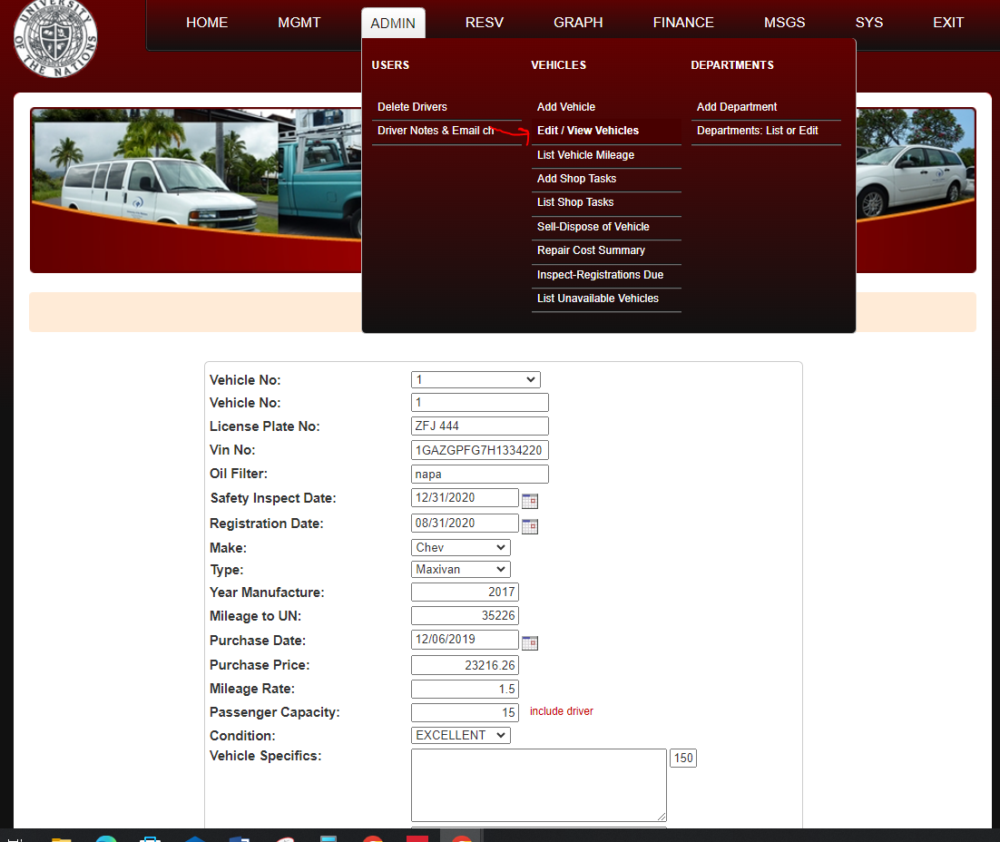 UNIVERSITY OF THE NATIONS
HOME MGMT ADMIN RESV GRAPH FINANCE MSGS SYS EXIT
USERS
Delete Drivers
Driver Notes & Email ch
VEHICLES
Add Vehicle
Edit / View Vehicles
List Vehicle Mileage
Add Shop Tasks
List Shop Tasks
Sell-Dispose of Vehicle
Repair Cost Summary
Inspect-Registrations Due
List Unavailable Vehicles
DEPARTMENTS
Add Department
Departments: List or Edit
Vehicle No: 1
Vehicle No: 1
License Plate No: ZFJ 444
Vin No: 1GAZGPFG7H1334220
Oil Filter: napa
Safety Inspect Date: 12/31/2020
Registration Date: 08/31/2020
Make: Chev
Type: Maxivan
Year Manufacture: 2017
Mileage to UN: 35226
Purchase Date: 12/06/2019
Purchase Price: 23216.26
Mileage Rate: 1.5
Passenger Capacity: 15 include driver
Condition: EXCELLENT
Vehicle Specifics: 150